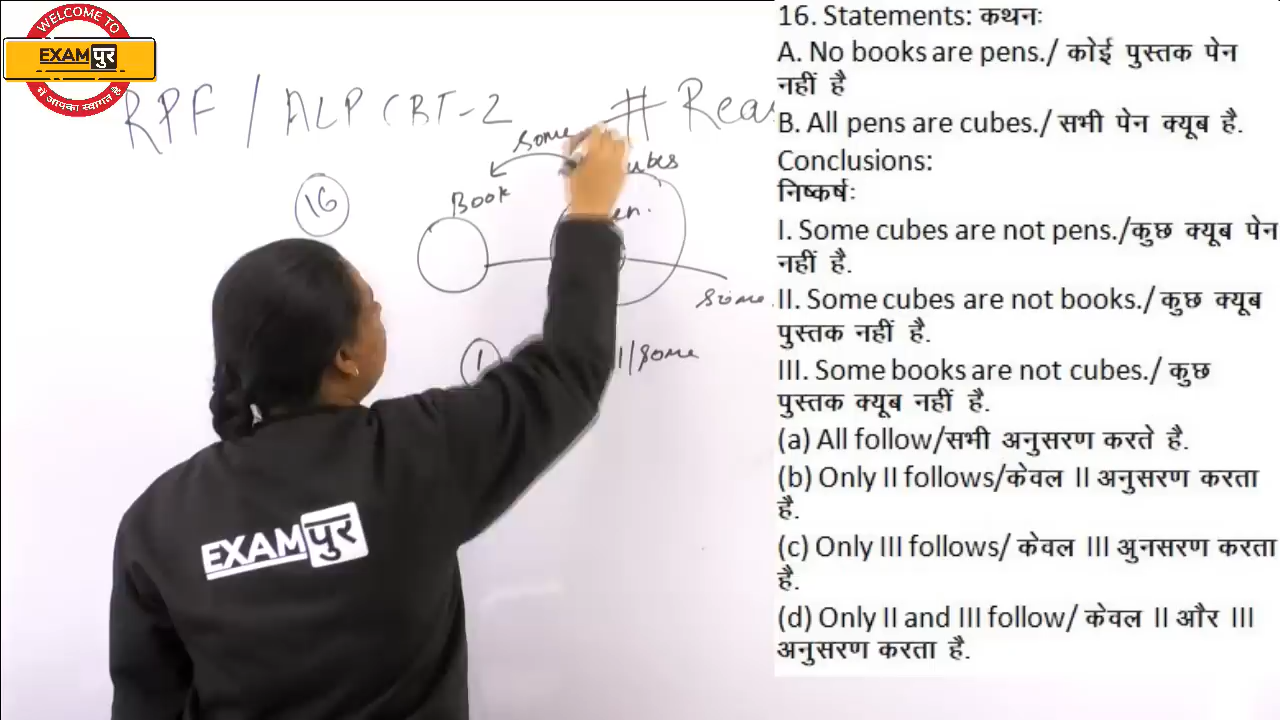 WELCOME TO
EXAMपुर
में आपका स्वागत है
RPF / ALP CBT-2 # Reas
16
some
Book
ubes
en.
some
1
1/some
EXAMपुर
16. Statements: कथनः
A. No books are pens./ कोई पुस्तक पेन
नहीं है
B. All pens are cubes./ सभी पेन क्यूब है.
Conclusions:
निष्कर्षः
I. Some cubes are not pens./कुछ क्यूब पेन
नहीं है.
II. Some cubes are not books./ कुछ क्यूब
पुस्तक नहीं है.
III. Some books are not cubes./ कुछ
पुस्तक क्यूब नहीं है.
(a) All follow/सभी अनुसरण करते है.
(b) Only II follows/केवल II अनुसरण करता
है.
(c) Only III follows/ केवल III अुनसरण करता
है.
(d) Only II and III follow/ केवल II और III
अनुसरण करता है.